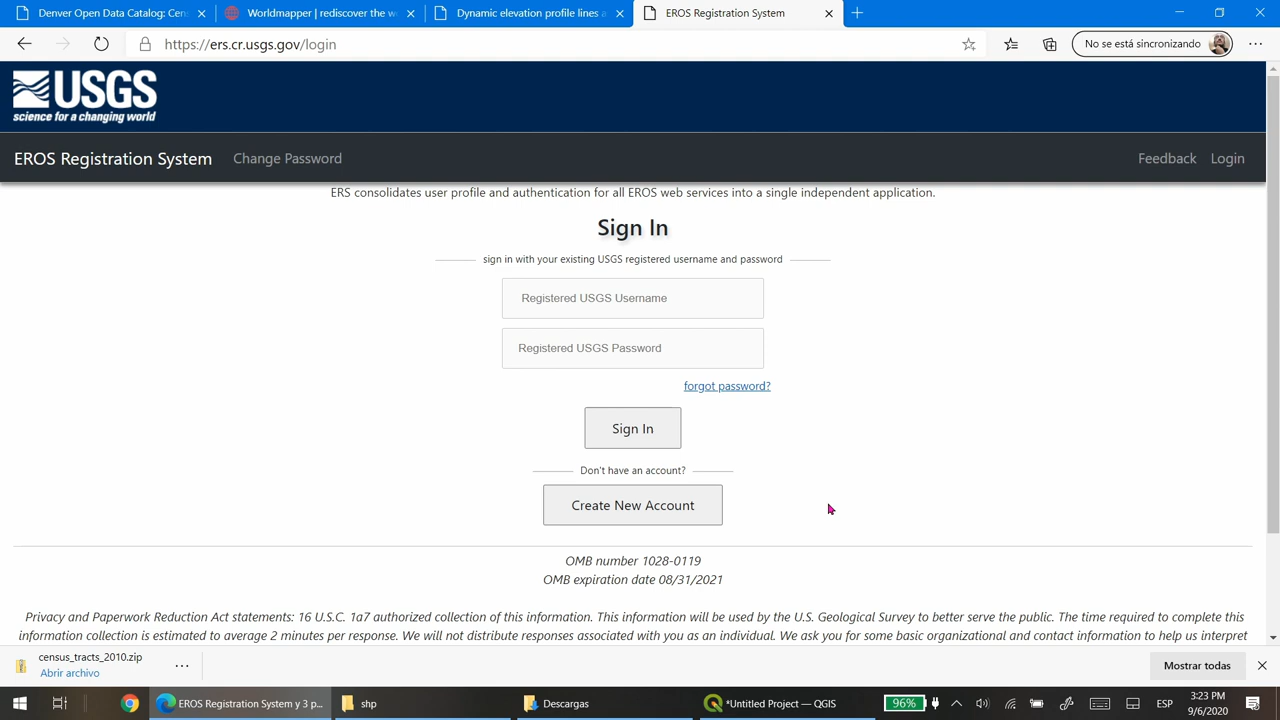 Denver Open Data Catalog: Cens
Worldmapper | rediscover the w
Dynamic elevation profile lines a
EROS Registration System
https://ers.cr.usgs.gov/login
No se está sincronizando
USGS
science for a changing world
EROS Registration System
Change Password
Feedback
Login
ERS consolidates user profile and authentication for all EROS web services into a single independent application.
Sign In
sign in with your existing USGS registered username and password
Registered USGS Username
Registered USGS Password
forgot password?
Sign In
Don't have an account?
Create New Account
OMB number 1028-0119
OMB expiration date 08/31/2021
Privacy and Paperwork Reduction Act statements: 16 U.S.C. 1a7 authorized collection of this information. This information will be used by the U.S. Geological Survey to better serve the public. The time required to complete this
information collection is estimated to average 2 minutes per response. We will not distribute responses associated with you as an individual. We ask you for some basic organizational and contact information to help us interpret
census_tracts_2010.zip
Abrir archivo
Mostrar todas
EROS Registration System y 3 p...
shp
Descargas
*Untitled Project — QGIS
96%
ESP
3:23 PM
9/6/2020